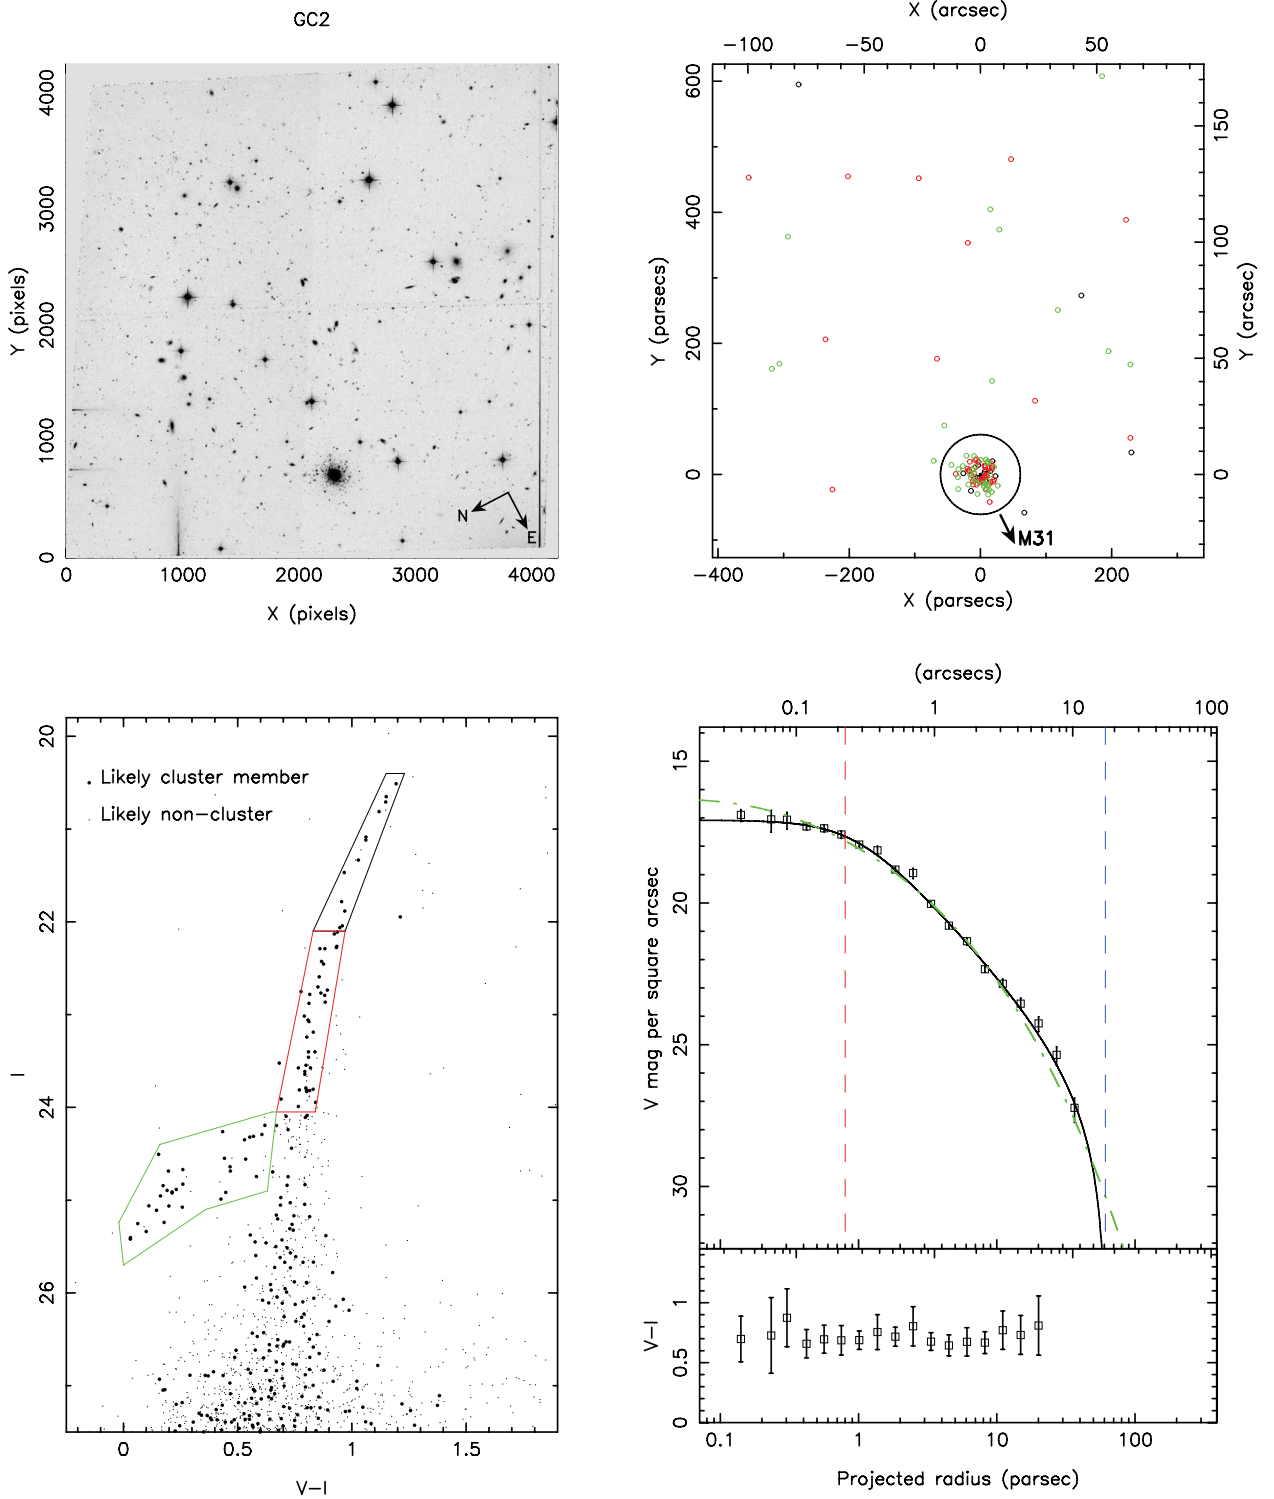 GC2
4000
3000
2000
1000
0
Y (pixels)
N
E
0 1000 2000 3000 4000
X (pixels)
X (arcsec)
−100 −50 0 50
600
400
200
0
Y (parsecs)
150
100
50
0
Y (arcsec)
M31
−400 −200 0 200
X (parsecs)
20
22
24
26
I
Likely cluster member
Likely non−cluster
0 0.5 1 1.5
V−I
(arcsecs)
0.1 1 10 100
15
20
25
30
V mag per square arcsec
1
0.5
0
V−I
0.1 1 10 100
Projected radius (parsec)